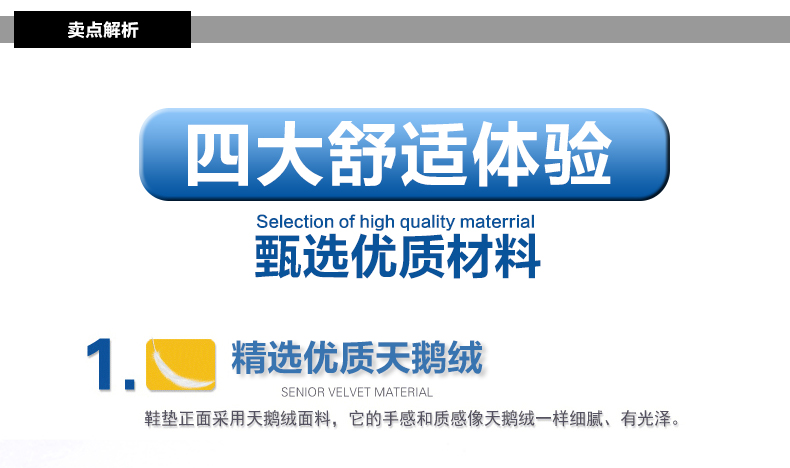 卖点解析
四大舒适体验
Selection of high quality materrial
甄选优质材料
1.
精选优质天鹅绒
SENIOR VELVET MATERIAL
鞋垫正面采用天鹅绒面料，它的手感和质感像天鹅绒一样细腻、有光泽。